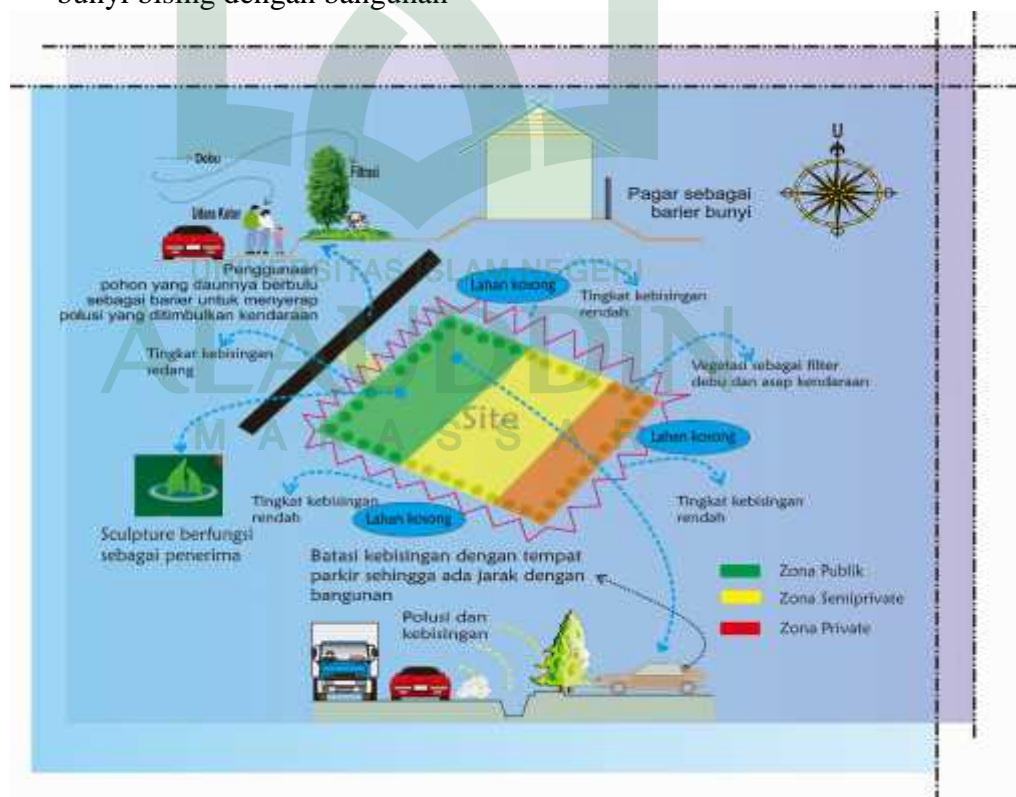 bunyi bising dengan bangunan
U
Debu
Filtrasi
Udara Kotor
Pagar sebagai
barier bunyi
Penggunaan
pohon yang daunnya berbulu
sebagai barier untuk menyerap
polusi yang ditimbulkan kendaraan
UNIVERSITAS ISLAM NEGERI
ALAUDDIN
MAKASSAR
Lahan kosong
Tingkat kebisingan
rendah
Tingkat kebisingan
sedang
Vegetasi sebagai filter
debu dan asap kendaraan
Site
Lahan kosong
Tingkat kebisingan
rendah
Tingkat kebisingan
rendah
Lahan kosong
Sculpture berfungsi
sebagai penerima
Batasi kebisingan dengan tempat
parkir sehingga ada jarak dengan
bangunan
Polusi dan
kebisingan
Zona Publik
Zona Semiprivate
Zona Private